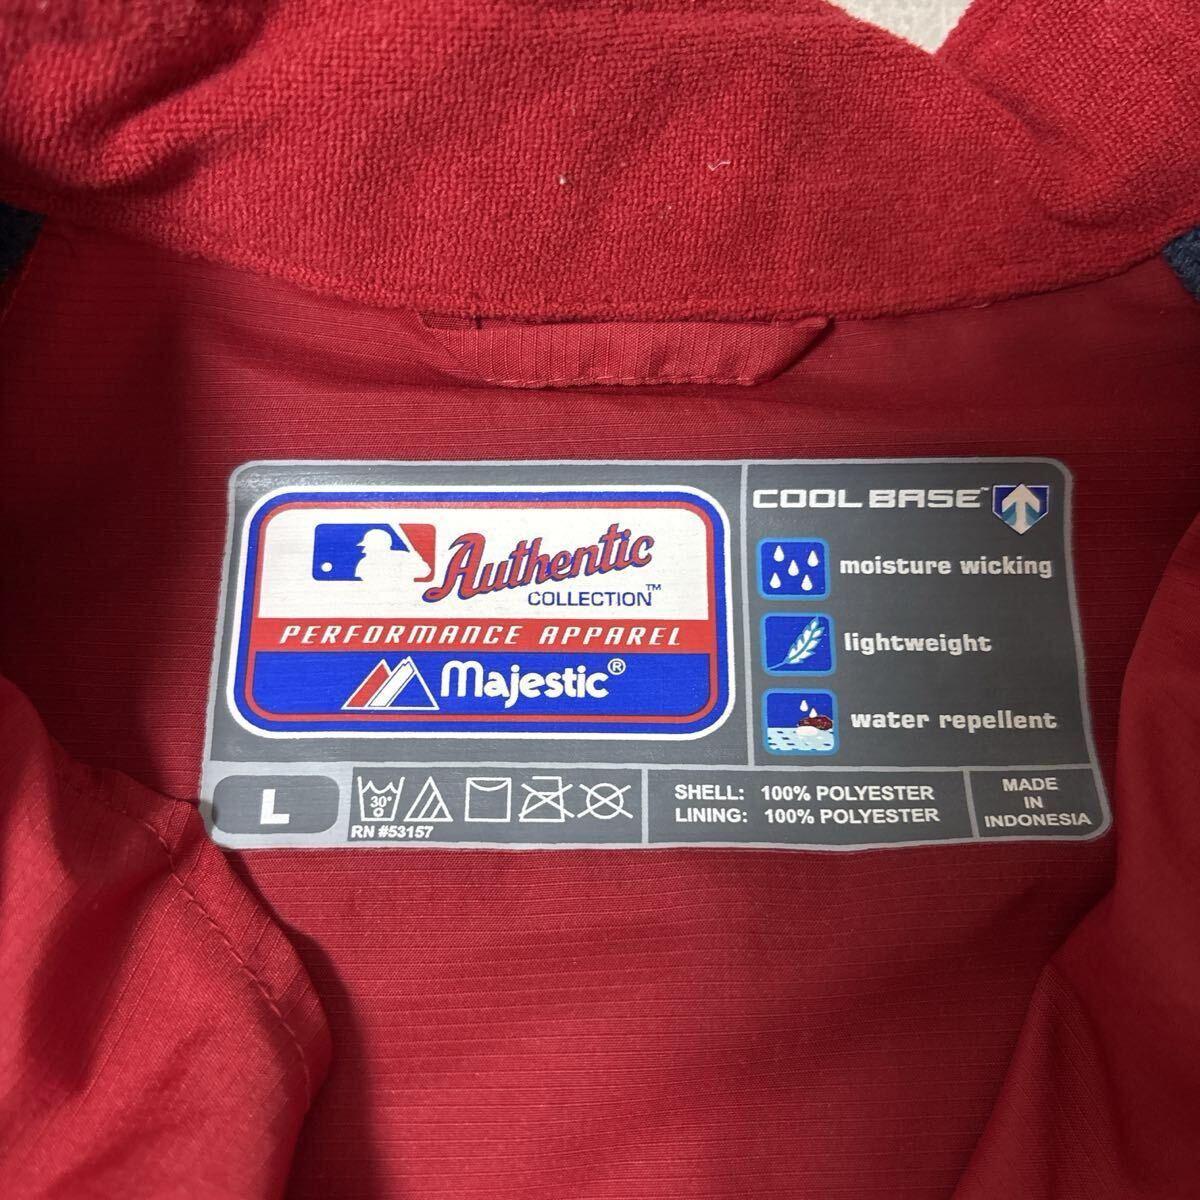 Authentic
COLLECTION™
PERFORMANCE APPAREL
Majestic®
COOL BASE™
moisture wicking
lightweight
water repellent
L
30°
RN #53157
SHELL: 100% POLYESTER
LINING: 100% POLYESTER
MADE
IN
INDONESIA